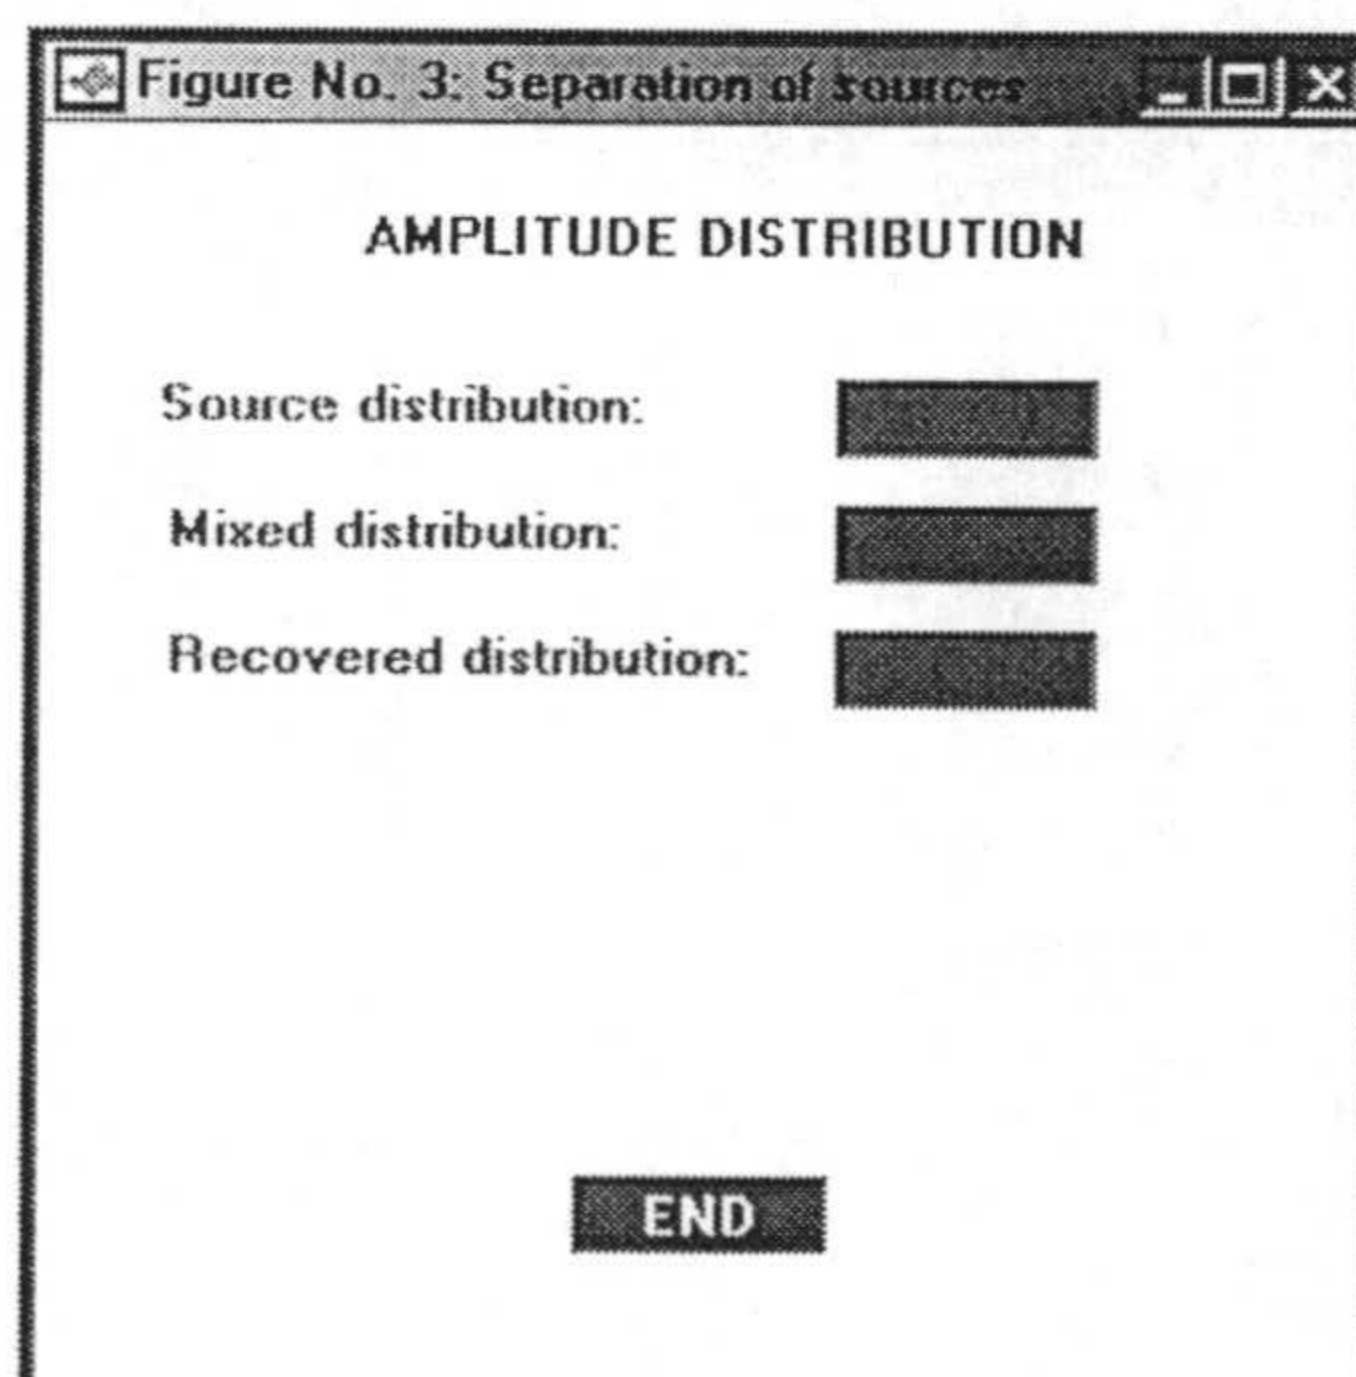 Figure No. 3: Separation of sources
AMPLITUDE DISTRIBUTION
Source distribution:
Mixed distribution:
Recovered distribution:
END